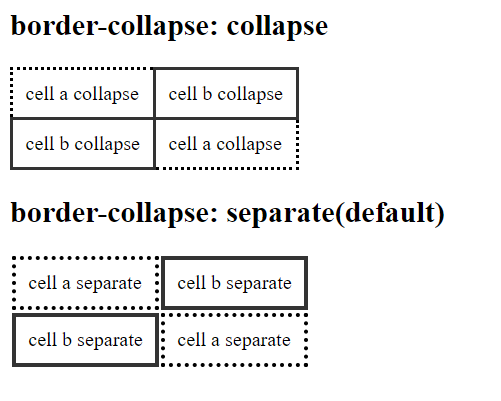 border-collapse: collapse
cell a collapse cell b collapse
cell b collapse cell a collapse
border-collapse: separate(default)
cell a separate cell b separate
cell b separate cell a separate